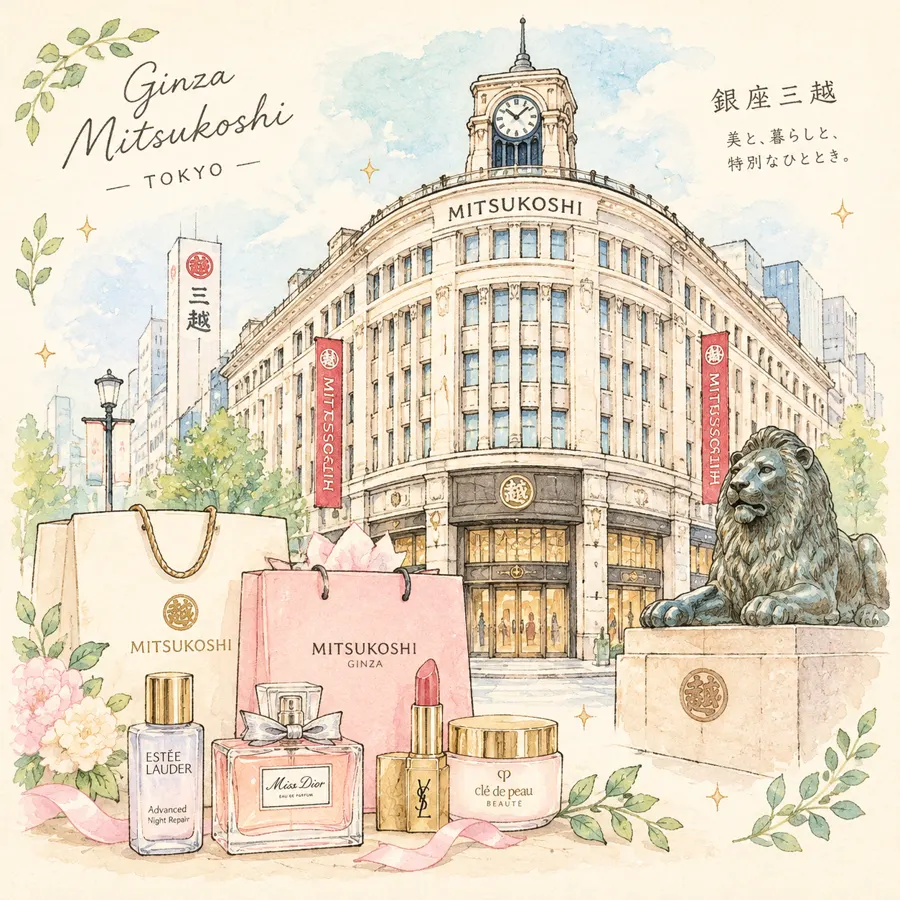 Ginza
Mitsukoshi
— TOKYO —
銀座三越
美と、暮らしと、
特別なひととき。
MITSUKOSHI
三越
越
MITSUKOSHI
MITSUKOSHI
GINZA
越
ESTĒE
LAUDER
Advanced
Night Repair
Miss Dior
EAU DE PARFUM
YSL
clé de peau
BEAUTÉ